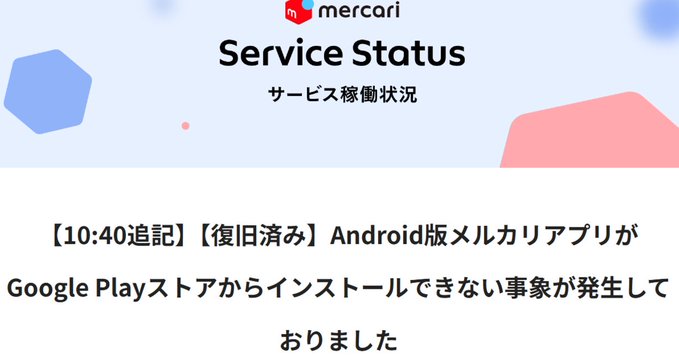 mercari
Service Status
サービス稼働状況
【10:40追記】【復旧済み】Android版メルカリアプリが
Google Playストアからインストールできない事象が発生して
おりました